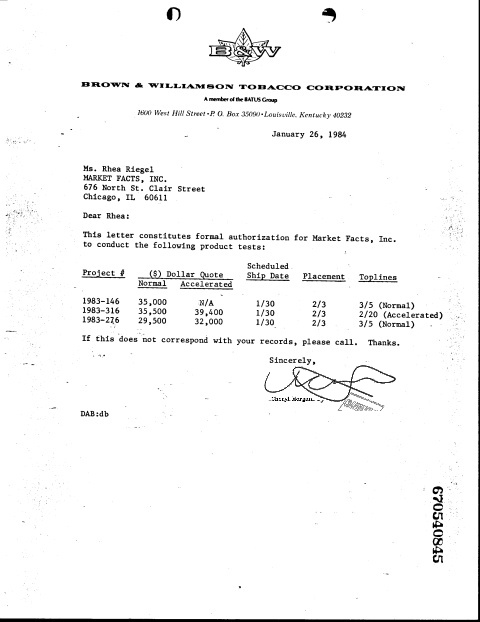 B&W
BROWN & WILLIAMSON TOBACCO CORPORATION
A member of the BATUS Group
1600 West Hill Street • P. O. Box 35090 • Louisville, Kentucky 40232
January 26, 1984
Ms. Rhea Riegel
MARKET FACTS, INC.
676 North St. Clair Street
Chicago, IL 60611
Dear Rhea:
This letter constitutes formal authorization for Market Facts, Inc.
to conduct the following product tests:
Scheduled
Project # ($) Dollar Quote Ship Date Placement Toplines
Normal Accelerated
1983-146 35,000 N/A 1/30 2/3 3/5 (Normal)
1983-316 35,500 39,400 1/30 2/3 2/20 (Accelerated)
1983-276 29,500 32,000 1/30 2/3 3/5 (Normal)
If this does not correspond with your records, please call. Thanks.
Sincerely,
Cheryl Morgan
DAB:db
670540845